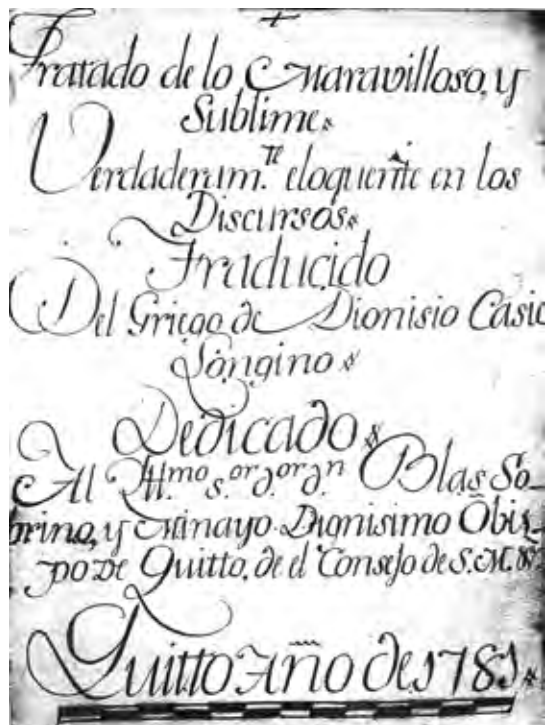 Tratado de lo Maravilloso, y
Sublime
Verdaderam.te eloquente en los
Discursos
Traducido
Del Griego de Dionisio Casio
Longino
Dedicado
Al Ill.mo s.or d.or d.n Blas So-
brino, y Minayo Dignisimo Obis-
po De Quitto, de el Consejo de S. M. &.
Quitto Año de 1781